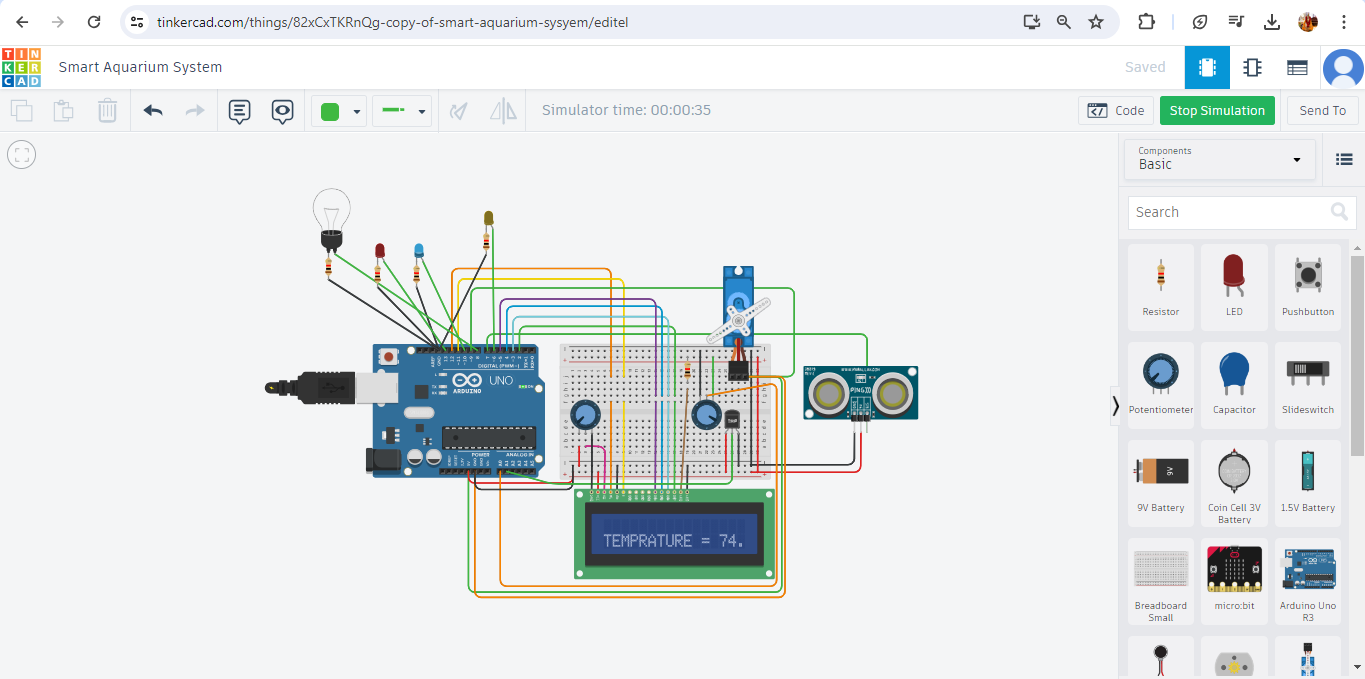 tinkercad.com/things/82xCxTKRnQg-copy-of-smart-aquarium-sysyem/editel
TIN
KER
CAD
Smart Aquarium System
Saved
Simulator time: 00:00:35
Code
Stop Simulation
Send To
Components
Basic
Search
Resistor
LED
Pushbutton
Potentiometer
Capacitor
Slideswitch
9V
9V Battery
Coin Cell 3V
Battery
1.5V Battery
Breadboard
Small
micro:bit
Arduino Uno
R3
DIGITAL (PWM~)
UNO
ARDUINO
POWER
ANALOG IN
TMP
PING)))
TEMPRATURE = 74.